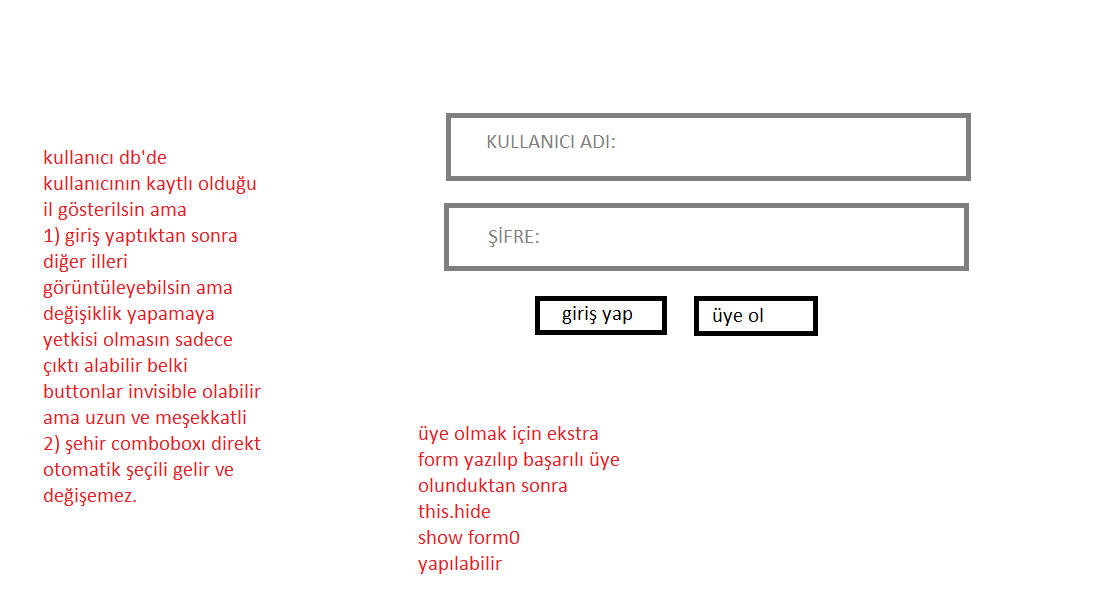 KULLANICI ADI:
ŞİFRE:
giriş yap
üye ol
kullanıcı db'de
kullanıcının kaytlı olduğu
il gösterilsin ama
1) giriş yaptıktan sonra
diğer illeri
görüntüleyebilsin ama
değişiklik yapamaya
yetkisi olmasın sadece
çıktı alabilir belki
buttonlar invisible olabilir
ama uzun ve meşekkatli
2) şehir comboboxı direkt
otomatik şeçili gelir ve
değişemez.
üye olmak için ekstra
form yazılıp başarılı üye
olunduktan sonra
this.hide
show form0
yapılabilir